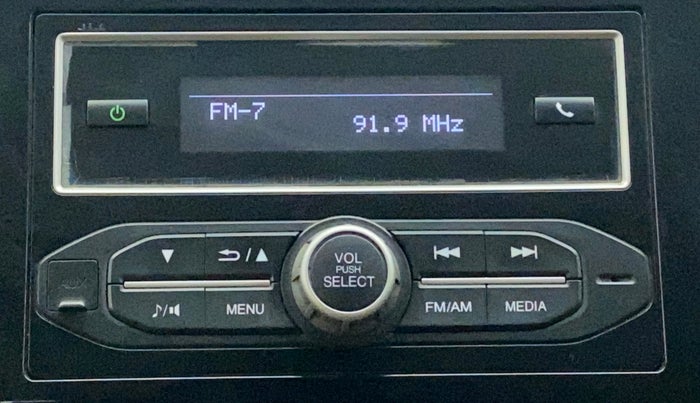 FM-7
91.9 MHz
VOL
PUSH
SELECT
AUX
MENU
FM/AM
MEDIA